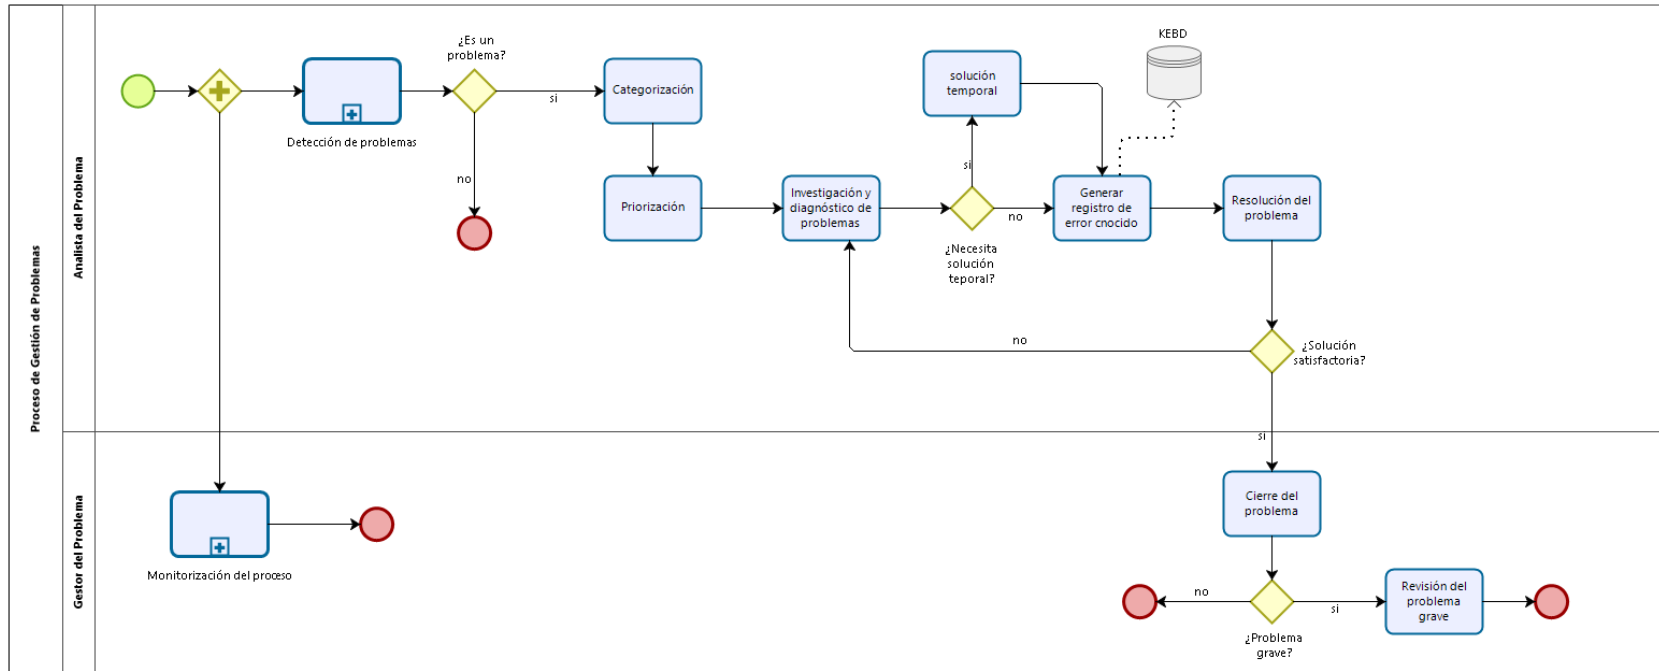 Proceso de Gestión de Problemas
Analista del Problema
¿Es un
problema?
si
no
Detección de problemas
Categorización
Priorización
Investigación y
diagnóstico de
problemas
solución
temporal
si
no
¿Necesita
solución
teporal?
KEBD
Generar
registro de
error cnocido
Resolución del
problema
¿Solución
satisfactoria?
no
si
Gestor del Problema
Monitorización del proceso
Cierre del
problema
no
si
¿Problema
grave?
Revisión del
problema
grave